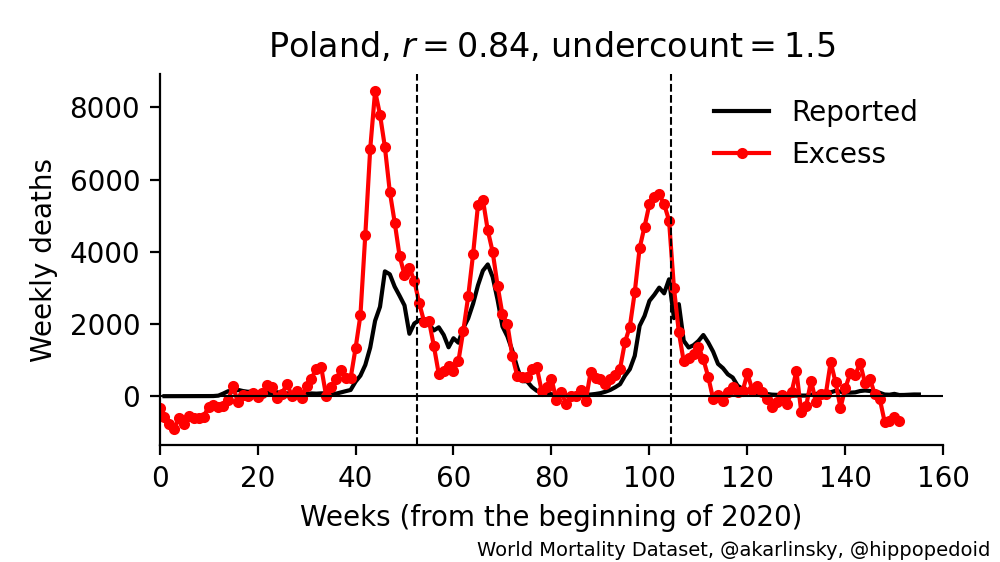 Poland, r = 0.84, undercount = 1.5
8000
6000
4000
2000
0
Weekly deaths
Reported
Excess
0 20 40 60 80 100 120 140 160
Weeks (from the beginning of 2020)
World Mortality Dataset, @akarlinsky, @hippopedoid